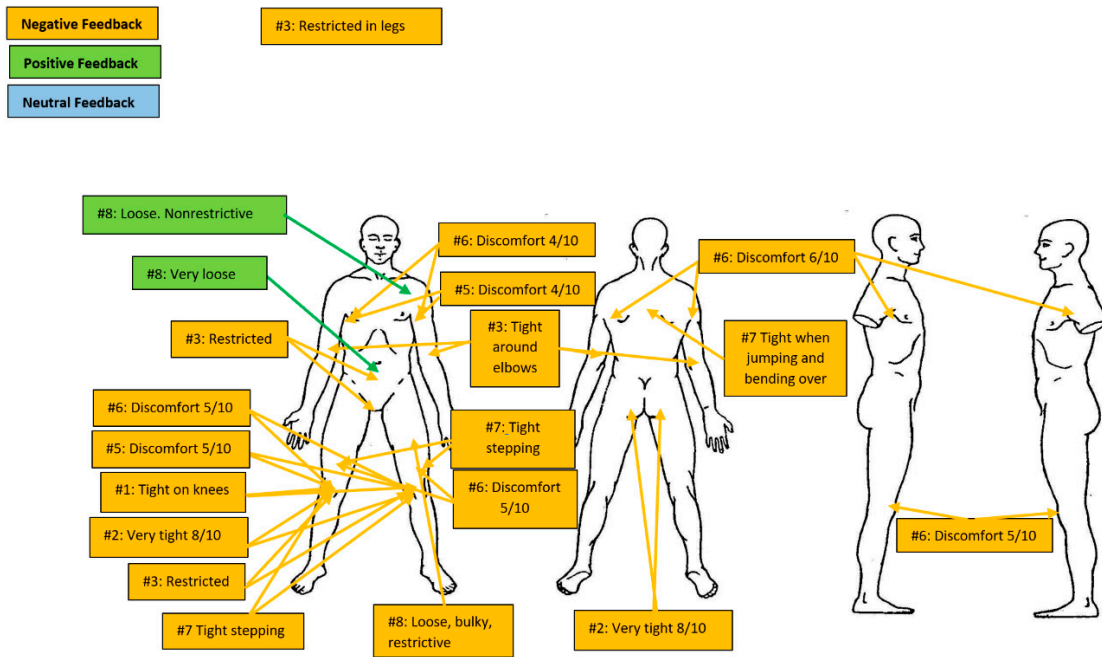 Negative Feedback
#3: Restricted in legs
Positive Feedback
Neutral Feedback
#8: Loose. Nonrestrictive
#6: Discomfort 4/10
#6: Discomfort 6/10
#8: Very loose
#5: Discomfort 4/10
#3: Restricted
#3: Tight
around
elbows
#7 Tight when
jumping and
bending over
#6: Discomfort 5/10
#5: Discomfort 5/10
#7: Tight
stepping
#1: Tight on knees
#6: Discomfort
5/10
#2: Very tight 8/10
#6: Discomfort 5/10
#3: Restricted
#7 Tight stepping
#8: Loose, bulky,
restrictive
#2: Very tight 8/10